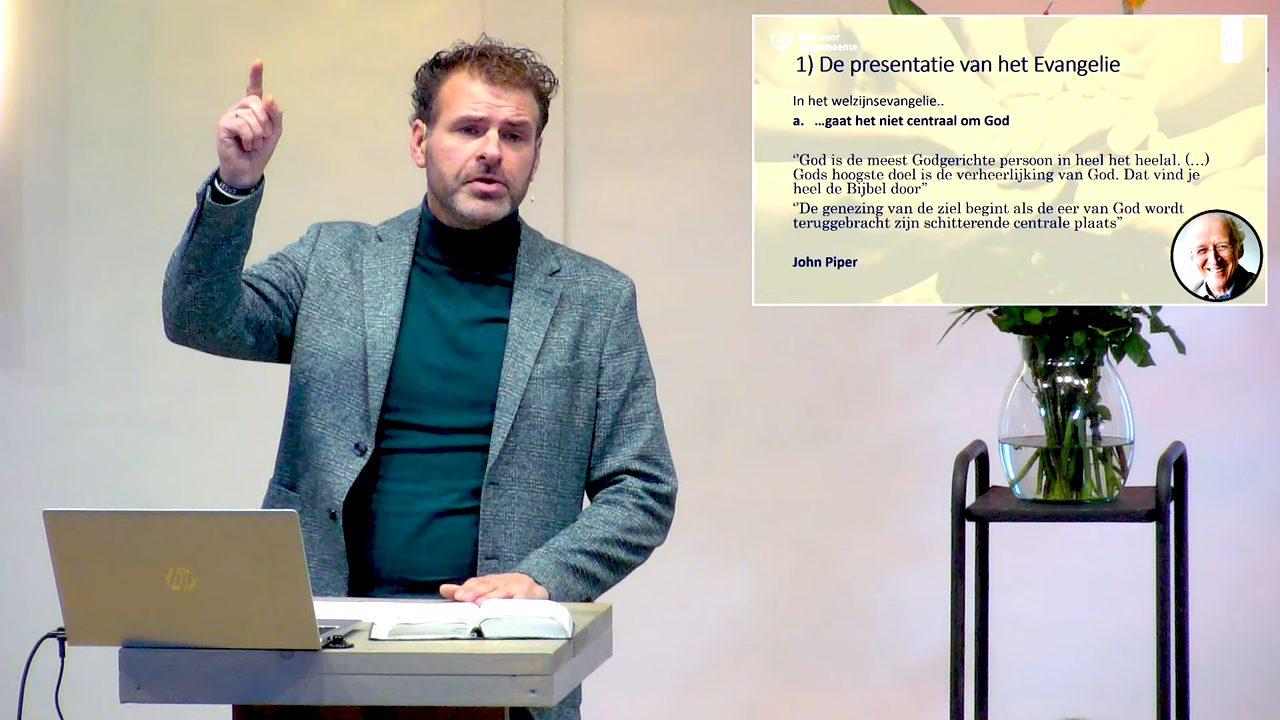 1) De presentatie van het Evangelie
In het welzijnsevangelie..
a. ...gaat het niet centraal om God
“God is de meest Godgerichte persoon in heel het heelal. (...)
Gods hoogste doel is de verheerlijking van God. Dat vind je
heel de Bijbel door”
“De genezing van de ziel begint als de eer van God wordt
teruggebracht zijn schitterende centrale plaats”
John Piper
hp